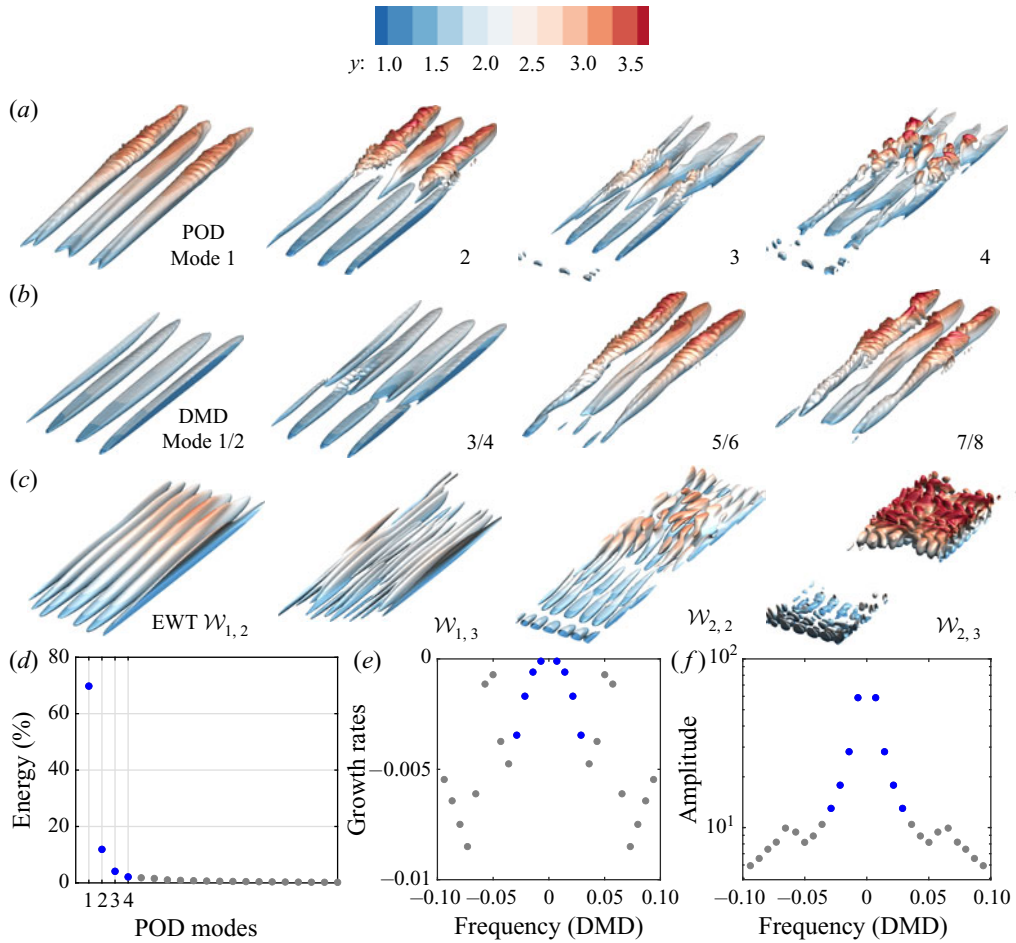 y: 1.0 1.5 2.0 2.5 3.0 3.5
(a)
POD
Mode 1
2
3
4
(b)
DMD
Mode 1/2
3/4
5/6
7/8
(c)
EWT 𝒲1, 2
𝒲1, 3
𝒲2, 2
𝒲2, 3
(d)
80
60
40
20
0
Energy (%)
1 2 3 4
POD modes
(e)
0
−0.005
−0.01
Growth rates
−0.10 −0.05 0 0.05 0.10
Frequency (DMD)
(f)
10²
10¹
Amplitude
−0.10 −0.05 0 0.05 0.10
Frequency (DMD)